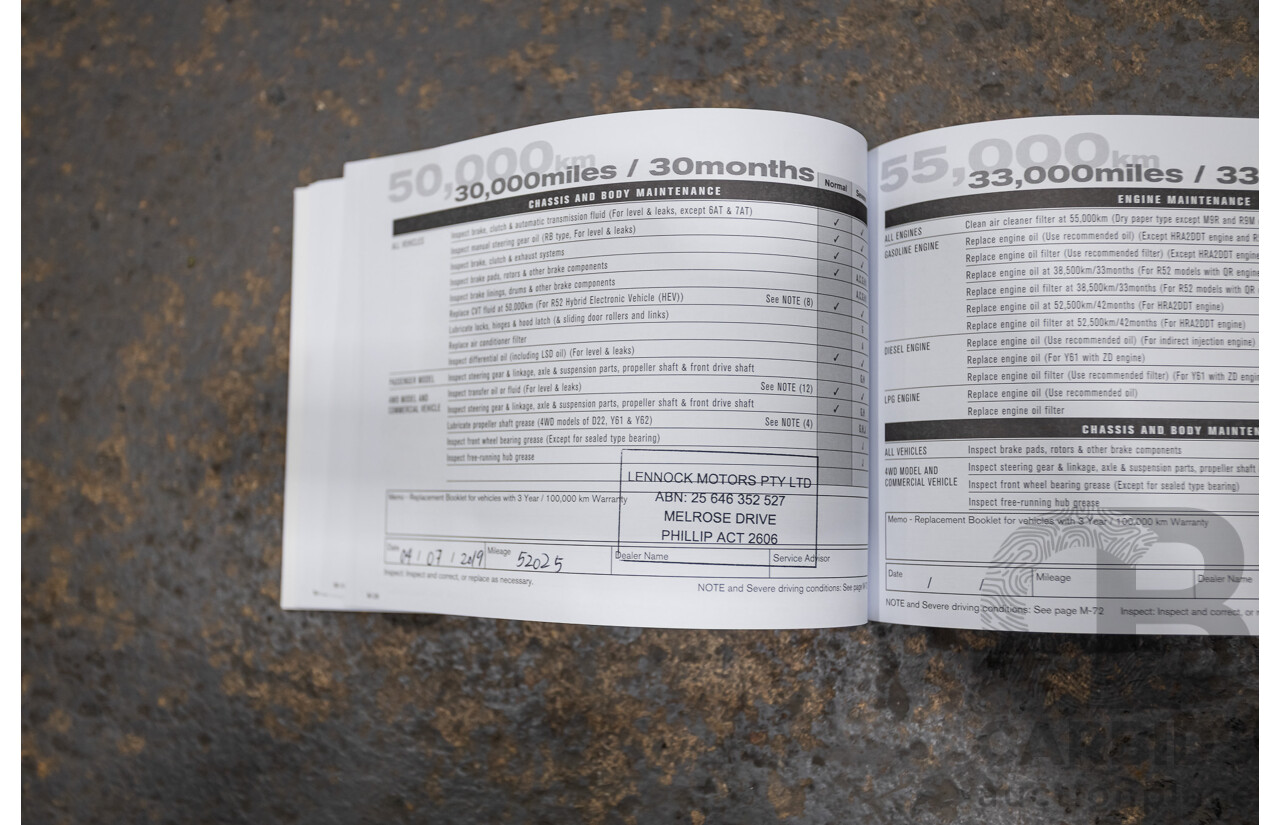 50,000km
30,000miles / 30months
Normal
CHASSIS AND BODY MAINTENANCE
ALL VEHICLES
Inspect brake, clutch & automatic transmission fluid (For level & leaks, except 6AT & 7AT)
Inspect manual steering gear oil (RB type, For level & leaks)
Inspect brake, clutch & exhaust systems
Inspect brake pads, rotors & other brake components
Inspect brake linings, drums & other brake components
Replace CVT fluid at 50,000km (For R52 Hybrid Electronic Vehicle (HEV)) See NOTE (8)
Lubricate locks, hinges & hood latch (& sliding door rollers and links)
Replace air conditioner filter
Inspect differential oil (including LSD oil) (For level & leaks)
PASSENGER MODEL
Inspect steering gear & linkage, axle & suspension parts, propeller shaft & front drive shaft
4WD MODEL AND COMMERCIAL VEHICLE
Inspect transfer oil or fluid (For level & leaks) See NOTE (12)
Inspect steering gear & linkage, axle & suspension parts, propeller shaft & front drive shaft
Lubricate propeller shaft grease (4WD models of D22, Y61 & Y62) See NOTE (4)
Inspect front wheel bearing grease (Except for sealed type bearing)
Inspect free-running hub grease
Memo - Replacement Booklet for vehicles with 3 Year / 100,000 km Warranty
LENNOCK MOTORS PTY LTD
ABN: 25 646 352 527
MELROSE DRIVE
PHILLIP ACT 2606
Date 04 / 07 / 2019 Mileage 52025 Dealer Name Service Advisor
Inspect: Inspect and correct, or replace as necessary.
NOTE and Severe driving conditions: See page
55,000km
33,000miles / 33
ENGINE MAINTENANCE
ALL ENGINES
Clean air cleaner filter at 55,000km (Dry paper type except M9R and R9M
GASOLINE ENGINE
Replace engine oil (Use recommended oil) (Except HRA2DDT engine and
Replace engine oil filter (Use recommended filter) (Except HRA2DDT engine
Replace engine oil at 38,500km/33months (For R52 models with QR engine
Replace engine oil filter at 38,500km/33months (For R52 models with QR
Replace engine oil at 52,500km/42months (For HRA2DDT engine)
Replace engine oil filter at 52,500km/42months (For HRA2DDT engine)
DIESEL ENGINE
Replace engine oil (Use recommended oil) (For indirect injection engine)
Replace engine oil (For Y61 with ZD engine)
Replace engine oil filter (Use recommended filter) (For Y61 with ZD
LPG ENGINE
Replace engine oil (Use recommended oil)
Replace engine oil filter
CHASSIS AND BODY
ALL VEHICLES
Inspect brake pads, rotors & other brake components
4WD MODEL AND
COMMERCIAL VEHICLE
Inspect steering gear & linkage, axle & suspension parts, propeller shaft
Inspect front wheel bearing grease (Except for sealed type bearing)
Inspect free-running hub grease
Memo - Replacement Booklet for vehicles with 3 Year / 100,000 km Warranty
Date / Mileage Dealer Name
NOTE and Severe driving conditions: See page M-72 Inspect: Inspect and correct, or